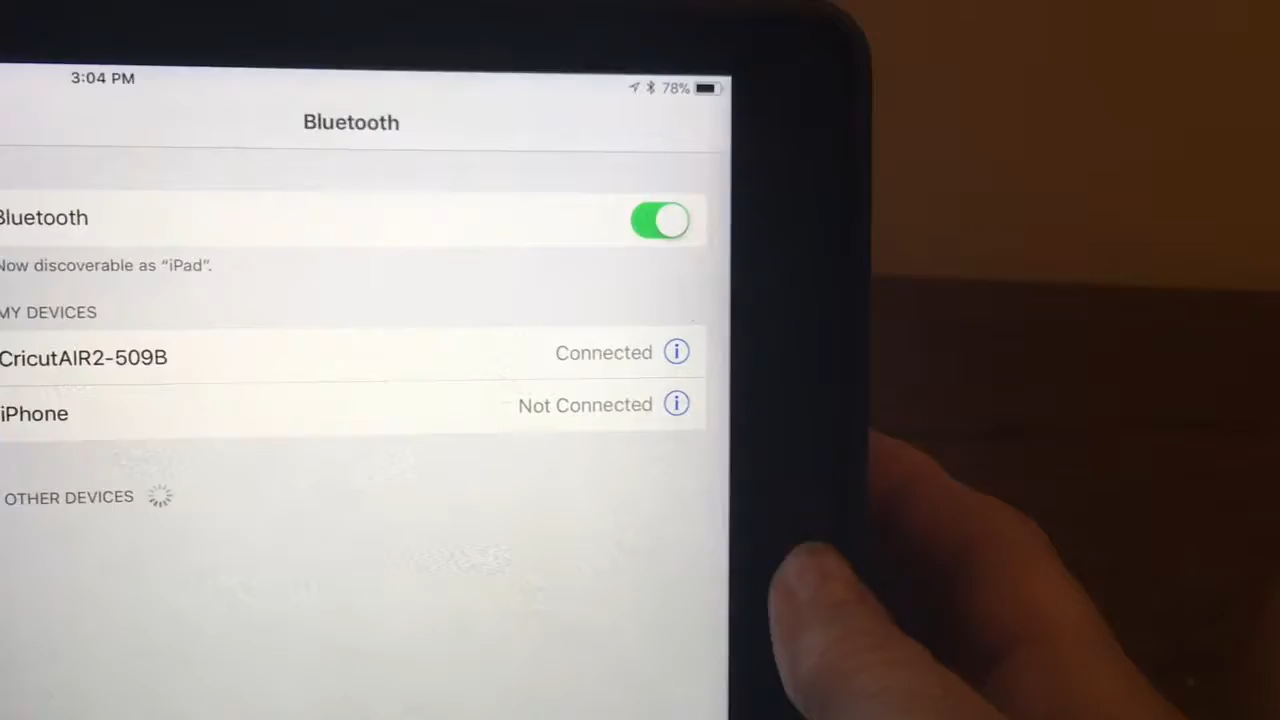 3:04 PM
78%
Bluetooth
Bluetooth
Now discoverable as “iPad”.
MY DEVICES
CricutAIR2-509B Connected
iPhone Not Connected
OTHER DEVICES